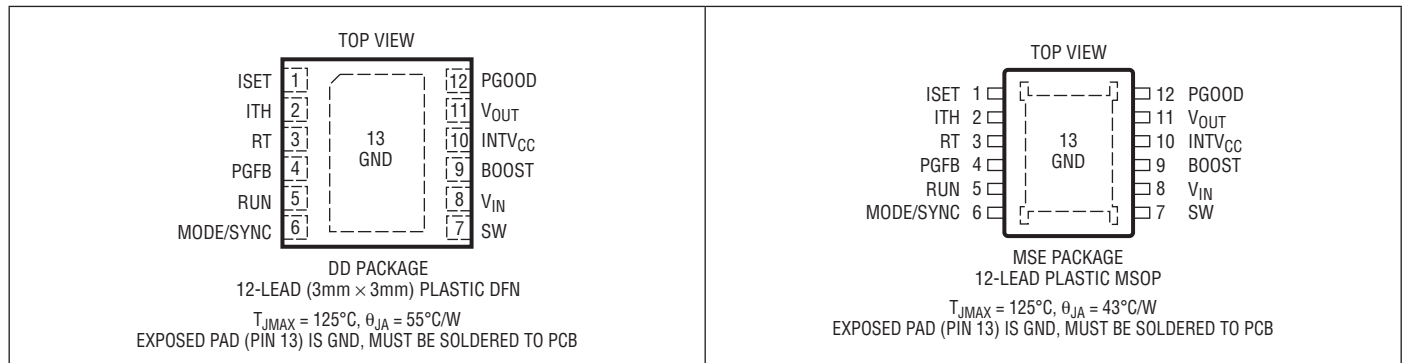 TOP VIEW
ISET 1
ITH 2
RT 3
PGFB 4
RUN 5
MODE/SYNC 6
12 PGOOD
11 VOUT
10 INTVCC
9 BOOST
8 VIN
7 SW
13
GND
DD PACKAGE
12-LEAD (3mm × 3mm) PLASTIC DFN
TJMAX = 125°C, θJA = 55°C/W
EXPOSED PAD (PIN 13) IS GND, MUST BE SOLDERED TO PCB
TOP VIEW
ISET 1
ITH 2
RT 3
PGFB 4
RUN 5
MODE/SYNC 6
12 PGOOD
11 VOUT
10 INTVCC
9 BOOST
8 VIN
7 SW
13
GND
MSE PACKAGE
12-LEAD PLASTIC MSOP
TJMAX = 125°C, θJA = 43°C/W
EXPOSED PAD (PIN 13) IS GND, MUST BE SOLDERED TO PCB